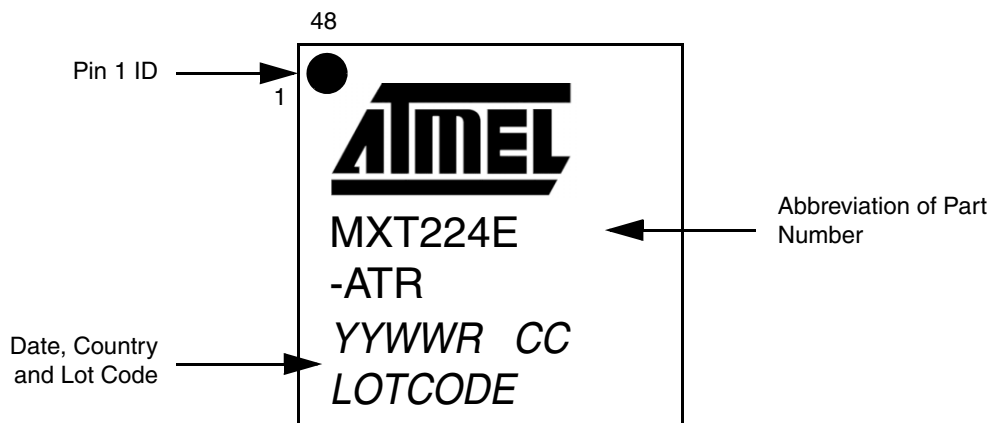 48
Pin 1 ID
1
ATMEL
MXT224E
-ATR
Abbreviation of Part
Number
YYWWR CC
LOTCODE
Date, Country
and Lot Code